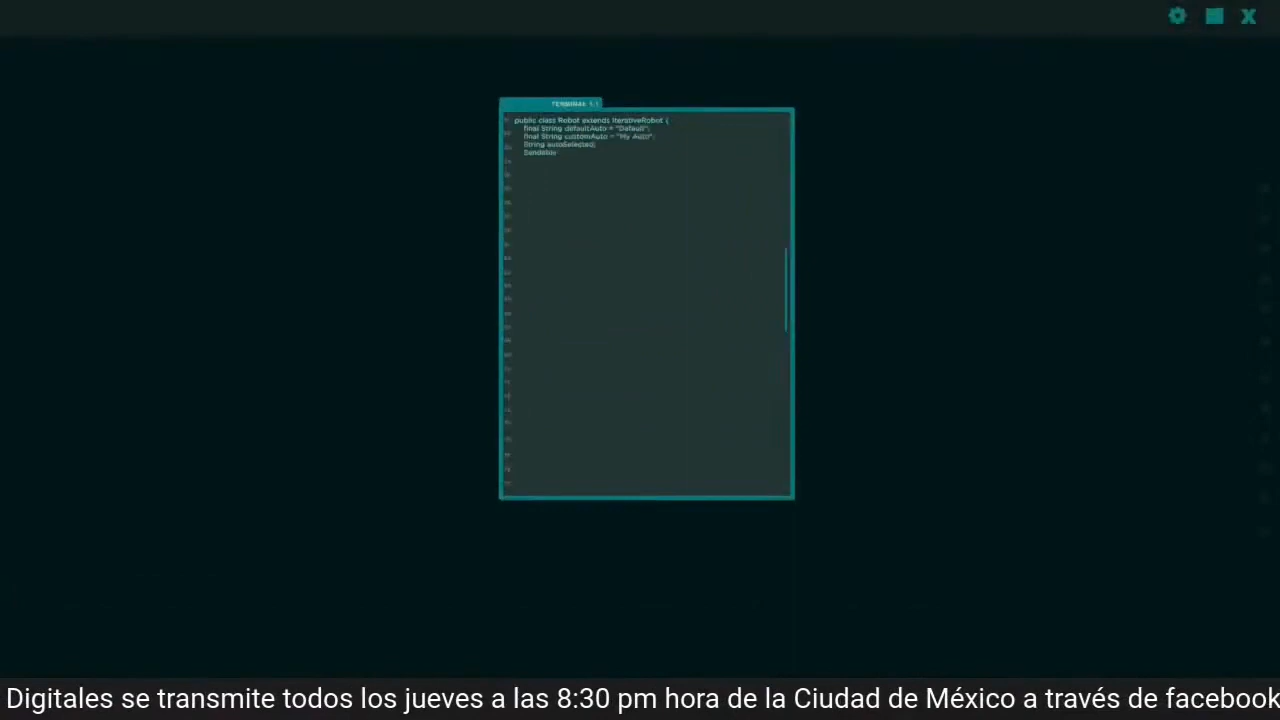 TERMINAL 1.1
public class Robot extends IterativeRobot {
final String defaultAuto = "Default";
final String customAuto = "My Auto";
String autoSelected;
Sendable
Digitales se transmite todos los jueves a las 8:30 pm hora de la Ciudad de México a través de facebook